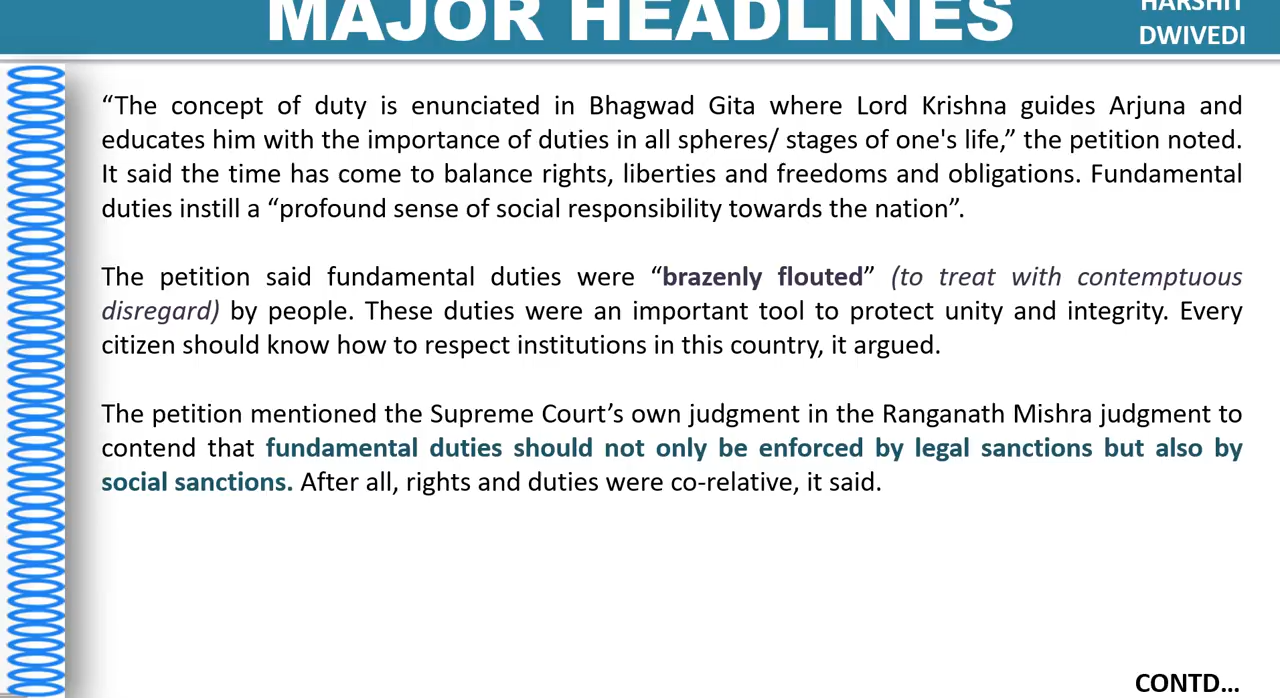 MAJOR HEADLINES
HARSHIT
DWIVEDI
“The concept of duty is enunciated in Bhagwad Gita where Lord Krishna guides Arjuna and
educates him with the importance of duties in all spheres/ stages of one's life,” the petition noted.
It said the time has come to balance rights, liberties and freedoms and obligations. Fundamental
duties instill a “profound sense of social responsibility towards the nation”.
The petition said fundamental duties were “brazenly flouted” (to treat with contemptuous
disregard) by people. These duties were an important tool to protect unity and integrity. Every
citizen should know how to respect institutions in this country, it argued.
The petition mentioned the Supreme Court’s own judgment in the Ranganath Mishra judgment to
contend that fundamental duties should not only be enforced by legal sanctions but also by
social sanctions. After all, rights and duties were co-relative, it said.
CONTD...